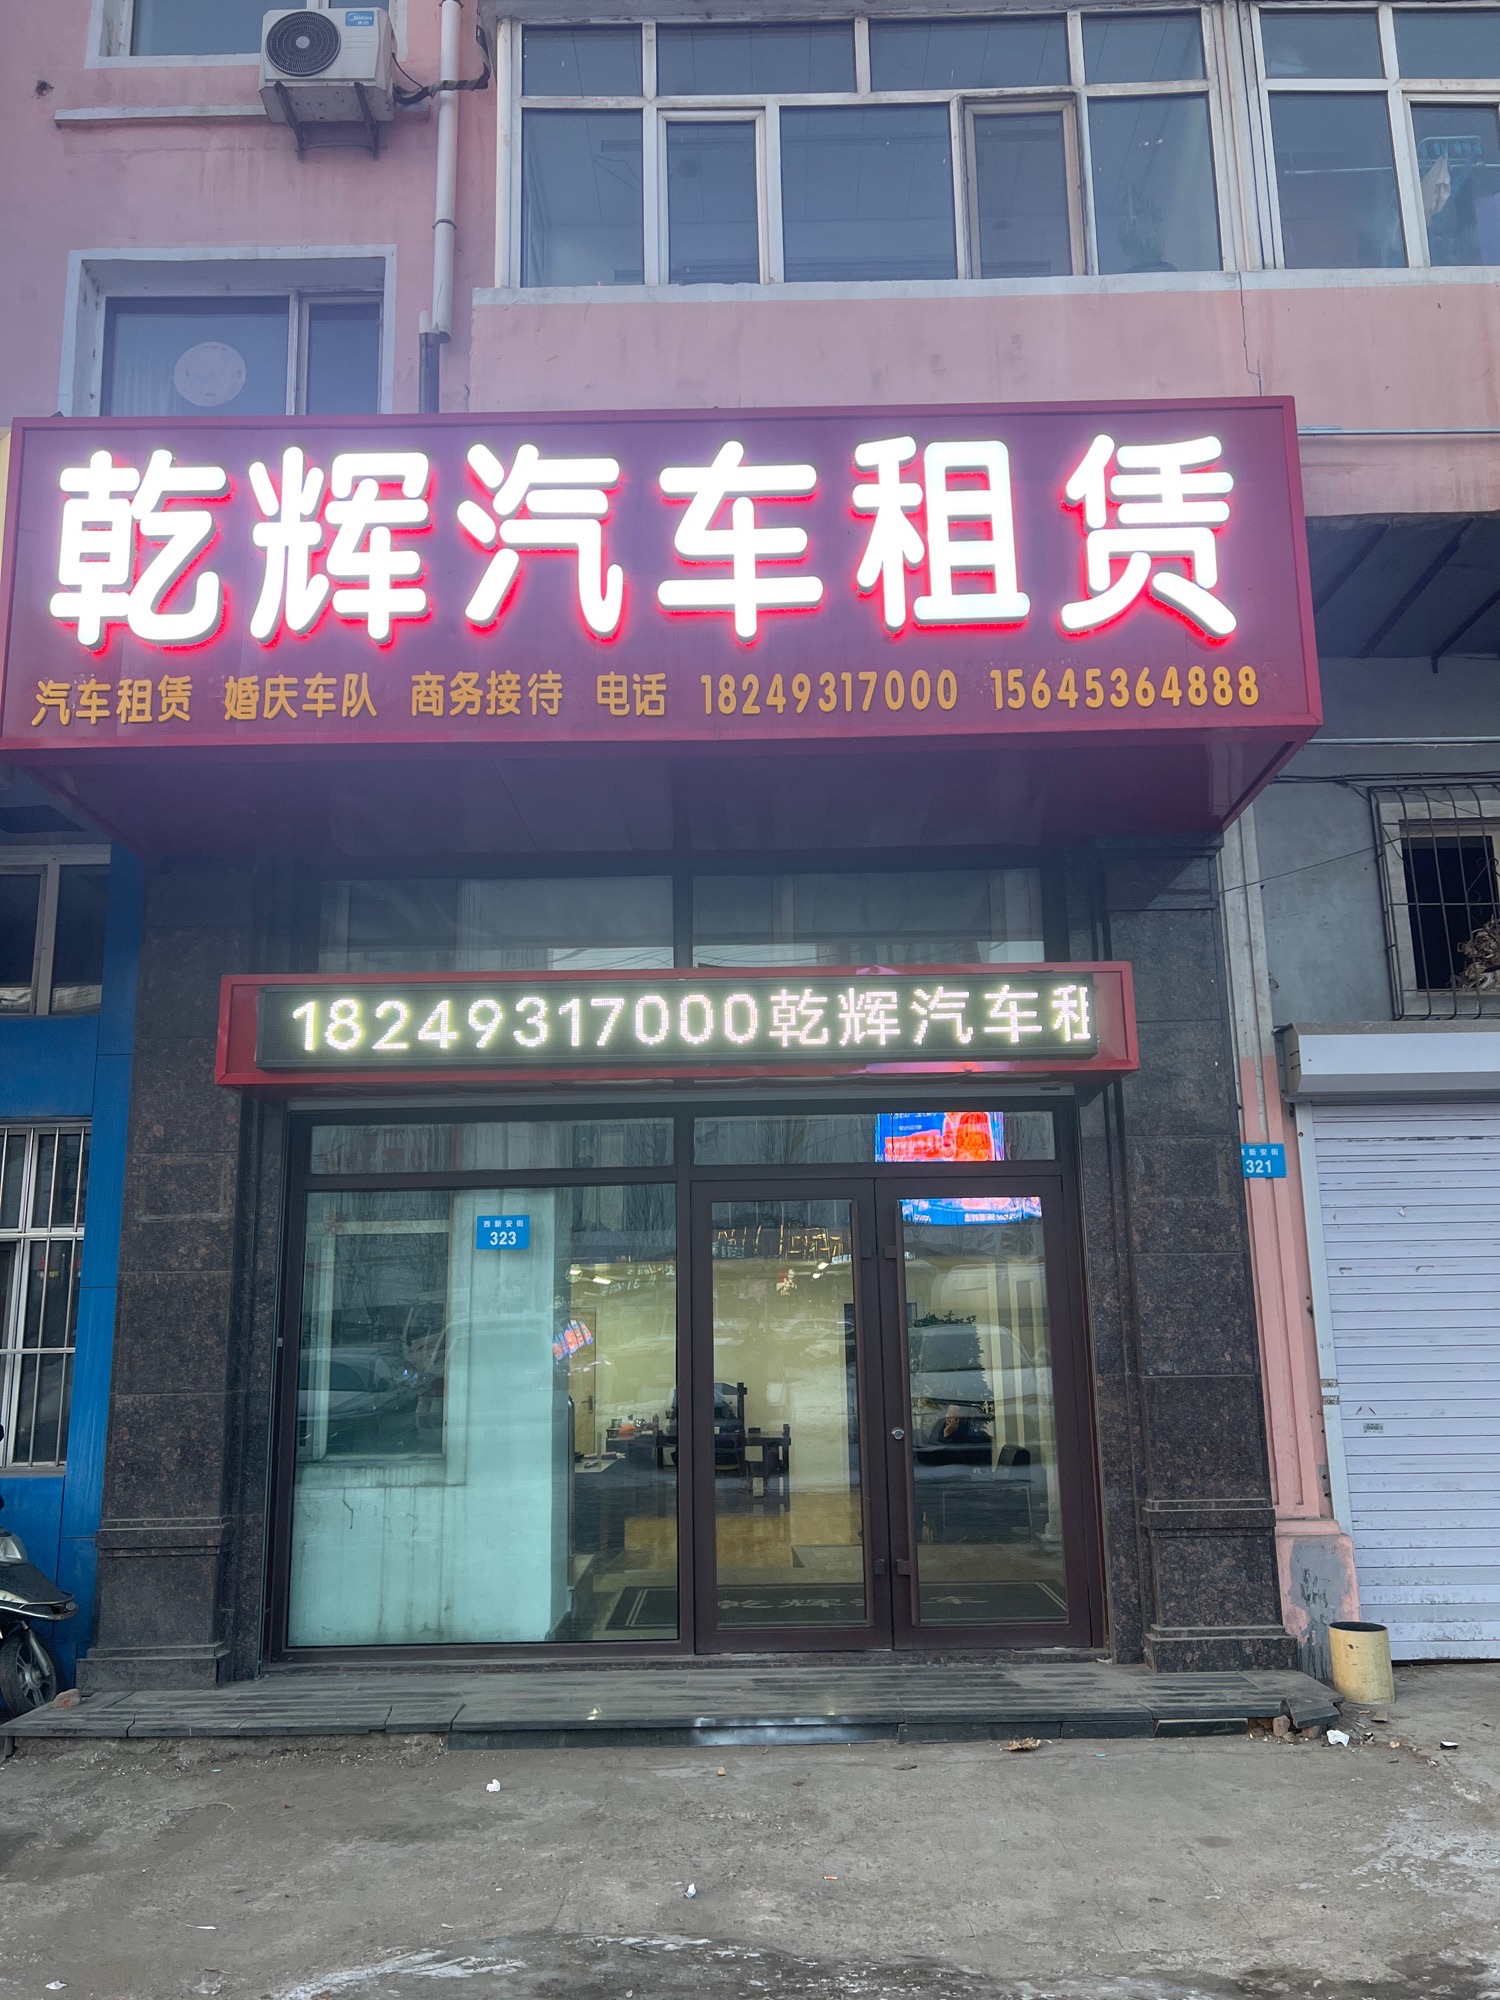 Midea
乾辉汽车租赁
汽车租赁 婚庆车队 商务接待 电话 18249317000 15645364888
18249317000乾辉汽车租
西新安街
321
西新安街
323